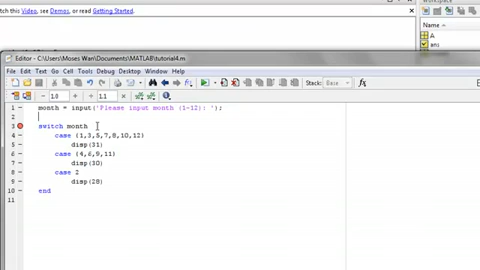 tch this Video, see Demos, or read Getting Started.
Workspace
Name
A
ans
Editor - C:\Users\Moses Wan\Documents\MATLAB\tutorial4.m
File Edit Text Go Cell Tools Debug Desktop Window Help
Stack: Base
fx
1.0
1.1
1 month = input('Please input month (1-12): ');
2
3 switch month
4 case {1,3,5,7,8,10,12}
5 disp(31)
6 case {4,6,9,11}
7 disp(30)
8 case 2
9 disp(28)
10 end
11